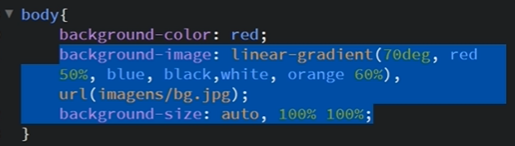 body{
background-color: red;
background-image: linear-gradient(70deg, red
50%, blue, black,white, orange 60%),
url(imagens/bg.jpg);
background-size: auto, 100% 100%;
}